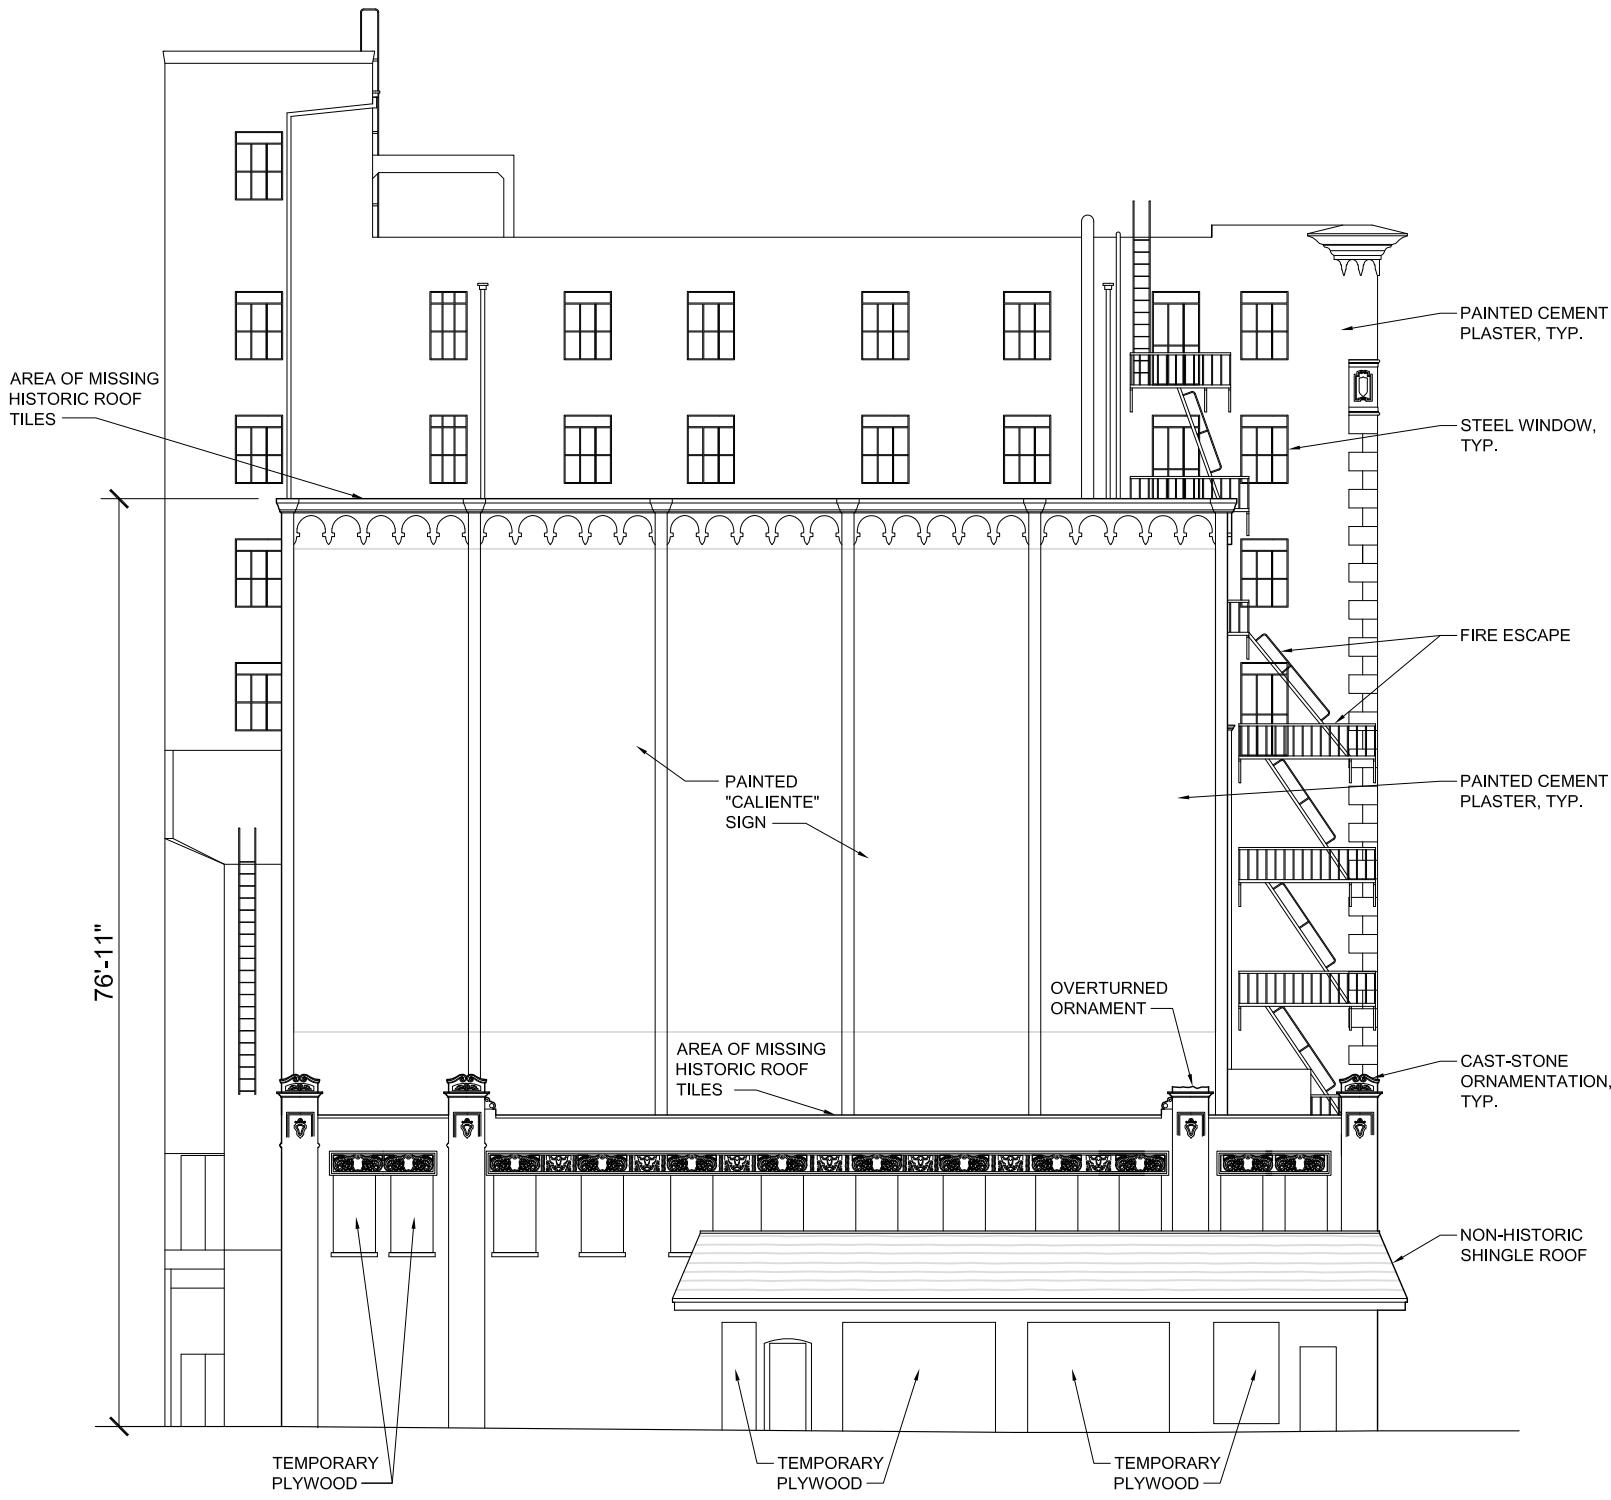 PAINTED CEMENT
PLASTER, TYP.
AREA OF MISSING
HISTORIC ROOF
TILES
STEEL WINDOW,
TYP.
FIRE ESCAPE
PAINTED
"CALIENTE"
SIGN
PAINTED CEMENT
PLASTER, TYP.
76'-11"
OVERTURNED
ORNAMENT
AREA OF MISSING
HISTORIC ROOF
TILES
CAST-STONE
ORNAMENTATION,
TYP.
NON-HISTORIC
SHINGLE ROOF
TEMPORARY
PLYWOOD
TEMPORARY
PLYWOOD
TEMPORARY
PLYWOOD